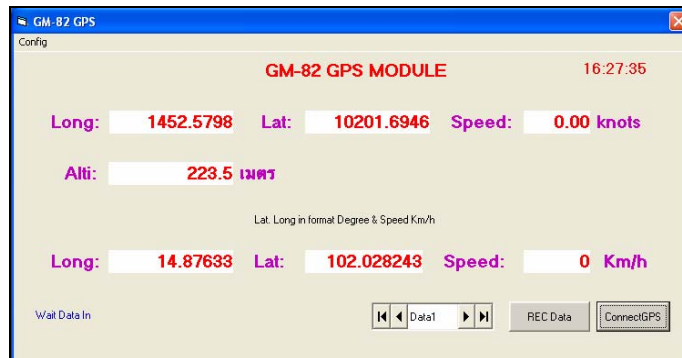 GM-82 GPS
Config
GM-82 GPS MODULE 16:27:35
Long: 1452.5798 Lat: 10201.6946 Speed: 0.00 knots
Alti: 223.5 เมตร
Lat. Long in format Degree & Speed Km/h
Long: 14.87633 Lat: 102.028243 Speed: 0 Km/h
Wait Data In Data1 REC Data ConnectGPS